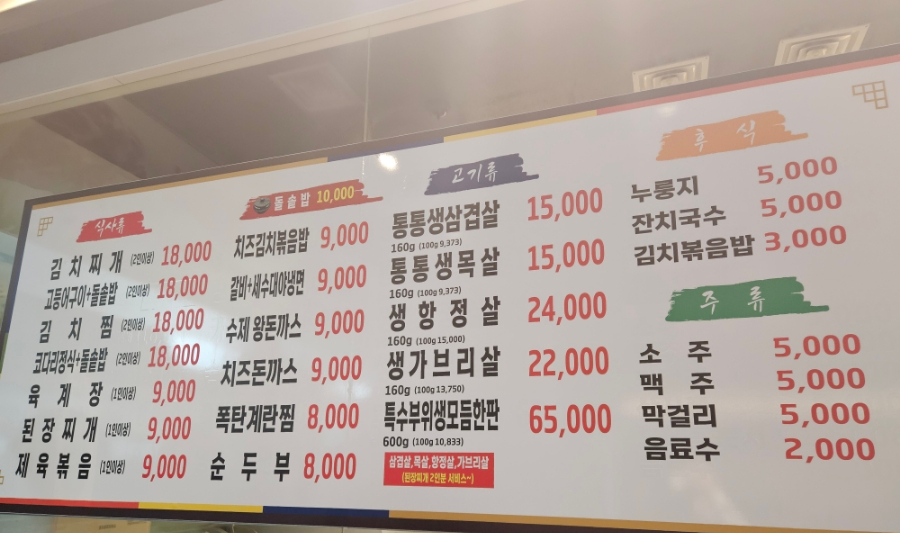 식사류
김치찌개 (2인이상) 18,000
고등어구이+돌솥밥 (2인이상) 18,000
김치찜 (2인이상) 18,000
코다리정식+돌솥밥 (2인이상) 18,000
육계장 (1인이상) 9,000
된장찌개 (1인이상) 9,000
제육볶음 (1인이상) 9,000
돌솥밥 10,000
치즈김치볶음밥 9,000
갈비+세수대야냉면 9,000
수제 왕돈까스 9,000
치즈돈까스 9,000
폭탄계란찜 8,000
순두부 8,000
고기류
통통생삼겹살 15,000
160g (100g 9,373)
통통생목살 15,000
160g (100g 9,373)
생항정살 24,000
160g (100g 15,000)
생가브리살 22,000
160g (100g 13,750)
특수부위생모듬한판 65,000
600g (100g 10,833)
삼겹살,목살,항정살,가브리살
(된장찌개 2인분 서비스~)
후식
누룽지 5,000
잔치국수 5,000
김치볶음밥 3,000
주류
소주 5,000
맥주 5,000
막걸리 5,000
음료수 2,000